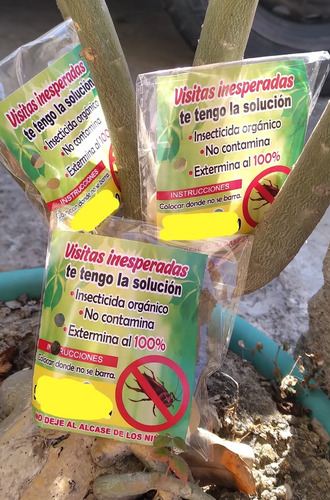 Visitas inesperadas
te tengo la solución
• Insecticida orgánico
• No contamina
• Extermina al 100%
INSTRUCCIONES
Visitas inesperadas
te tengo la solución
• Insecticida orgánico
• No contamina
• Extermina al 100%
INSTRUCCIONES
Colocar donde no se barra.
Visitas inesperadas
te tengo la solución
• Insecticida orgánico
• No contamina
• Extermina al 100%
INSTRUCCIONES
Colocar donde no se barra.
NO DEJE AL ALCASE DE LOS